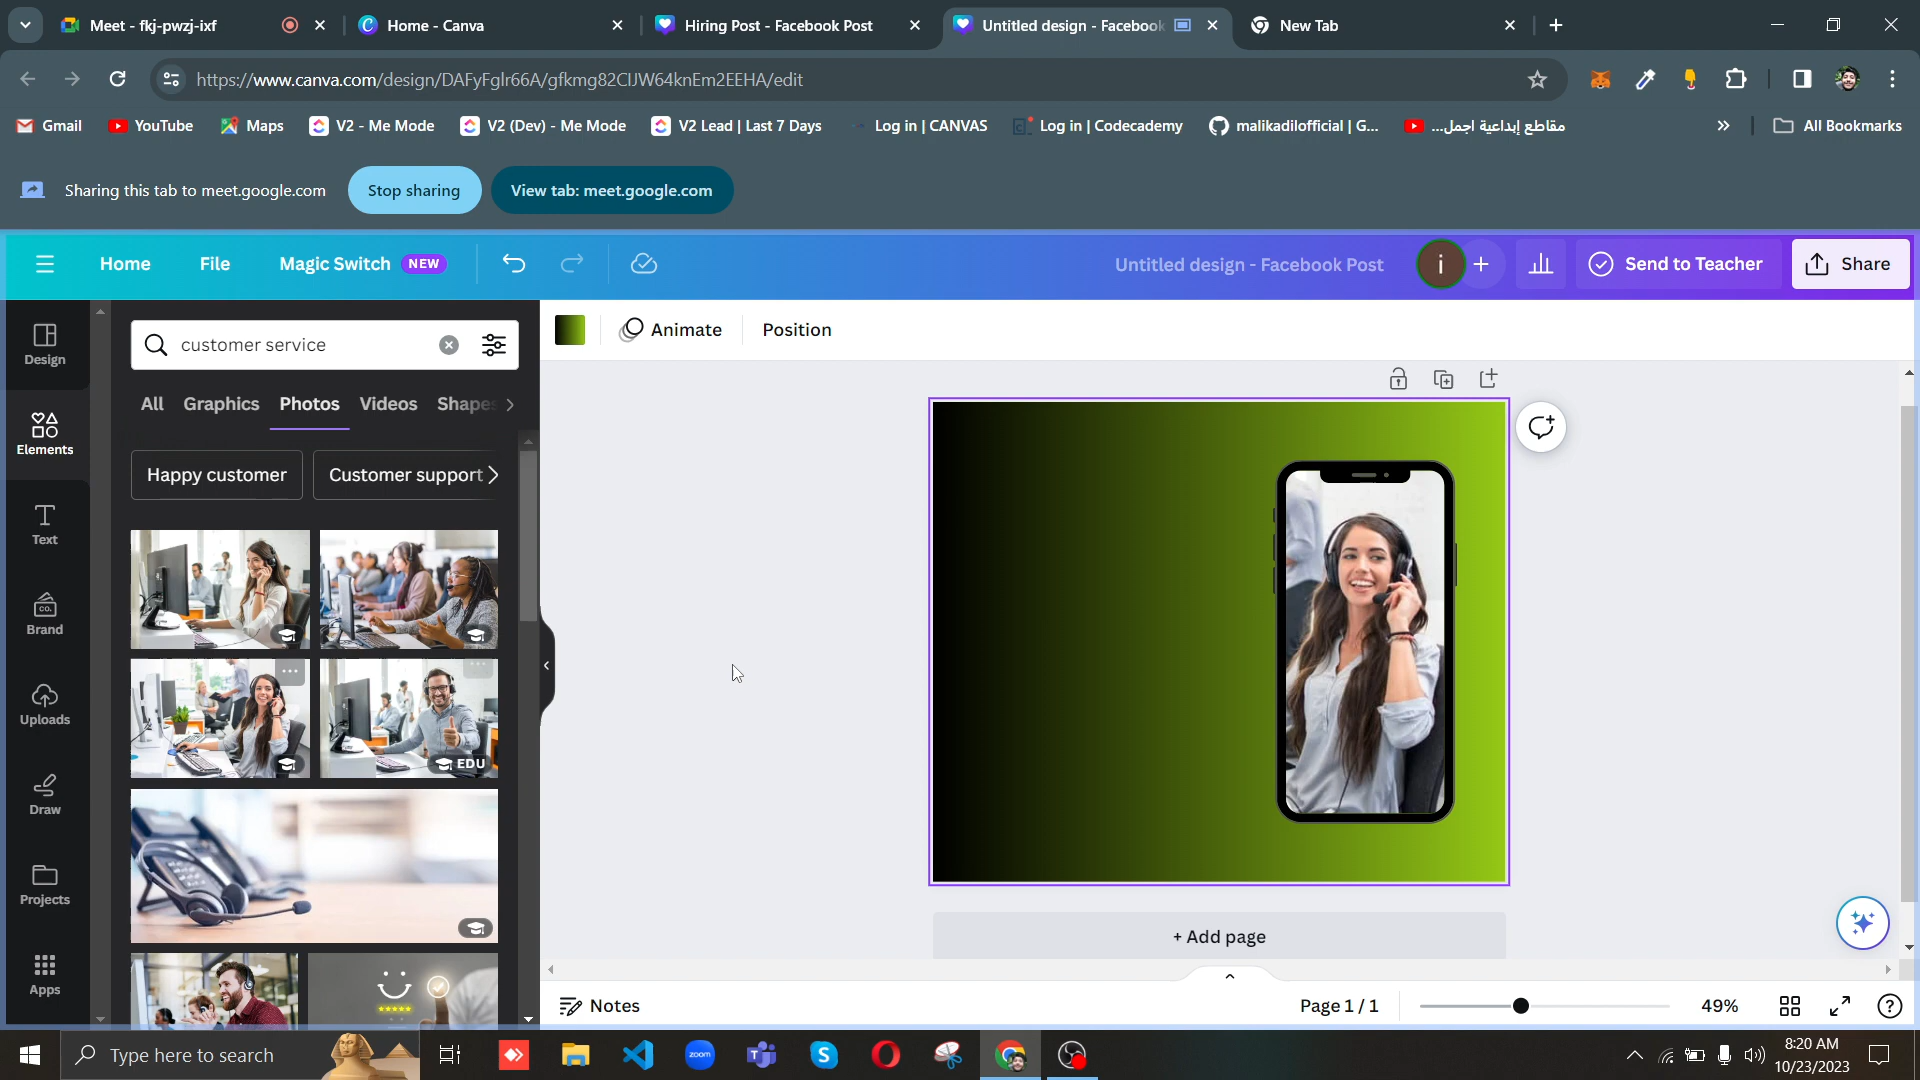 Meet - fkj-pwzj-ixf
Home - Canva
Hiring Post - Facebook Post
Untitled design - Facebook
New Tab
https://www.canva.com/design/DAFyFglr66A/gfkmg82CIJW64knEm2EEHA/edit
Gmail
YouTube
Maps
V2 - Me Mode
V2 (Dev) - Me Mode
V2 Lead | Last 7 Days
Log in | CANVAS
Log in | Codecademy
malikadilofficial | G...
مقاطع إبداعية اجمل...
All Bookmarks
Sharing this tab to meet.google.com
Stop sharing
View tab: meet.google.com
Home
File
Magic Switch
NEW
Untitled design - Facebook Post
i
Send to Teacher
Share
Design
Elements
Text
CO.
Brand
Uploads
Draw
Projects
Apps
customer service
All
Graphics
Photos
Videos
Shapes
Happy customer
Customer support
EDU
Animate
Position
+ Add page
Notes
Page 1 / 1
49%
Type here to search
zoom
8:20 AM
10/23/2023